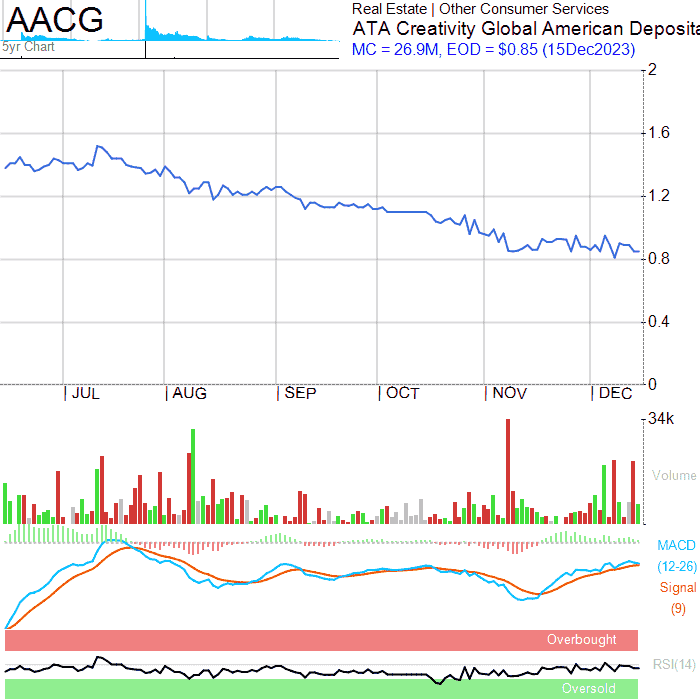 AACG
5yr Chart
Real Estate | Other Consumer Services
ATA Creativity Global American Deposita
MC = 26.9M, EOD = $0.85 (15Dec2023)
2
1.6
1.2
0.8
0.4
0
| JUL | AUG | SEP | OCT | NOV | DEC
34k
Volume
MACD
(12-26)
Signal
(9)
Overbought
RSI(14)
Oversold